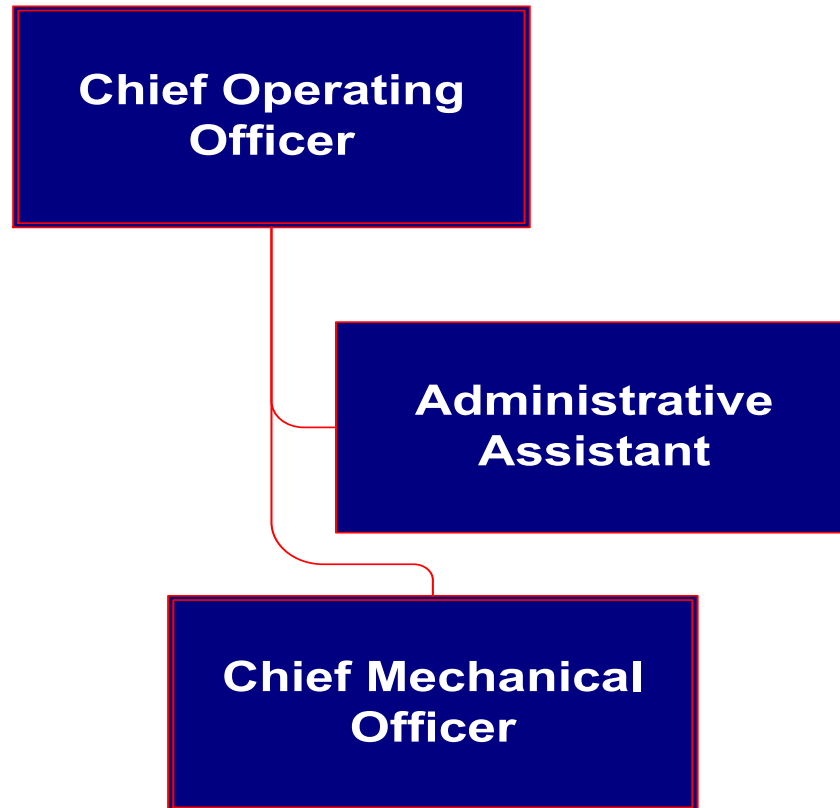 Chief Operating
Officer
Administrative
Assistant
Chief Mechanical
Officer